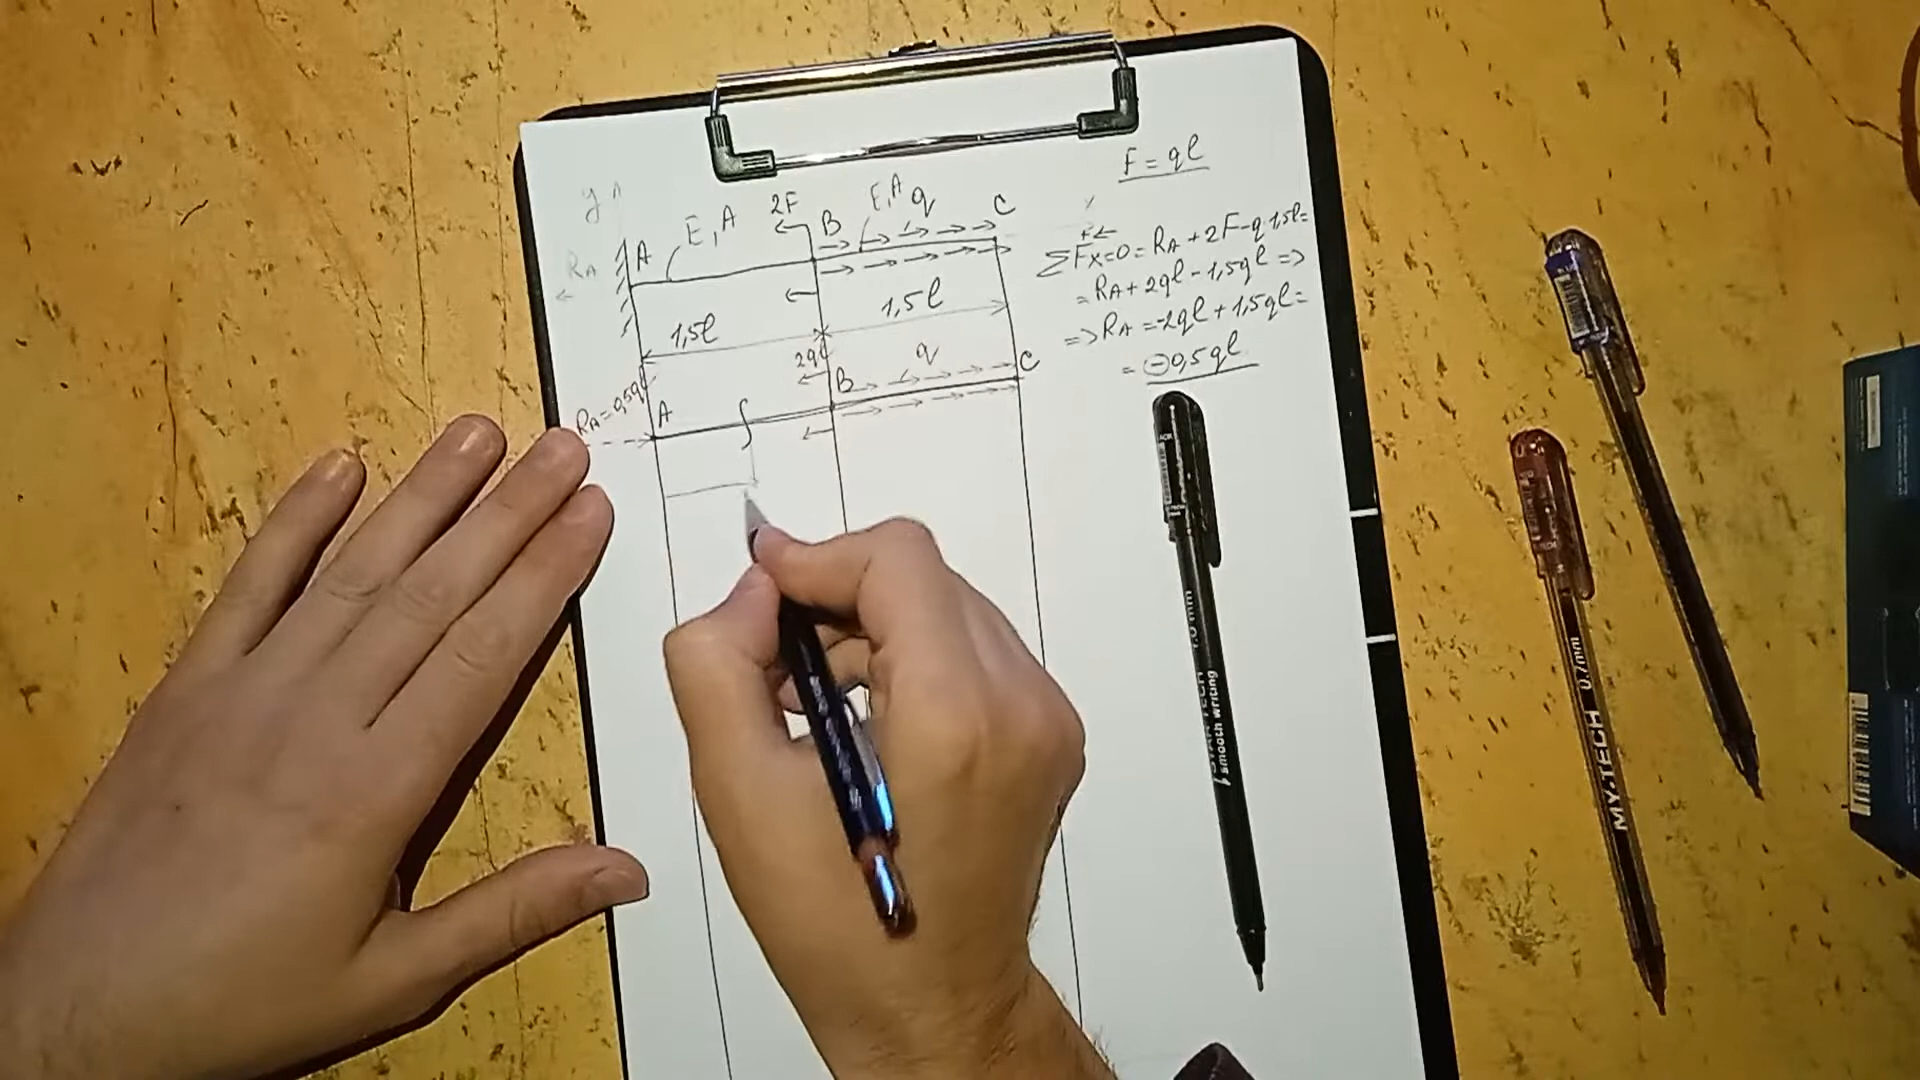 F = ql
y
RA
A
E, A
2F
B
E, A
q
C
ΣFx=0=RA+2F-q1,5l=
=RA+2ql-1,5ql =>
=> RA=-2ql+1,5ql=
= -0,5ql
1,5l
1,5l
RA=0,5ql
A
2ql
B
q
C
smooth writing
MY-TECH 0.7mm